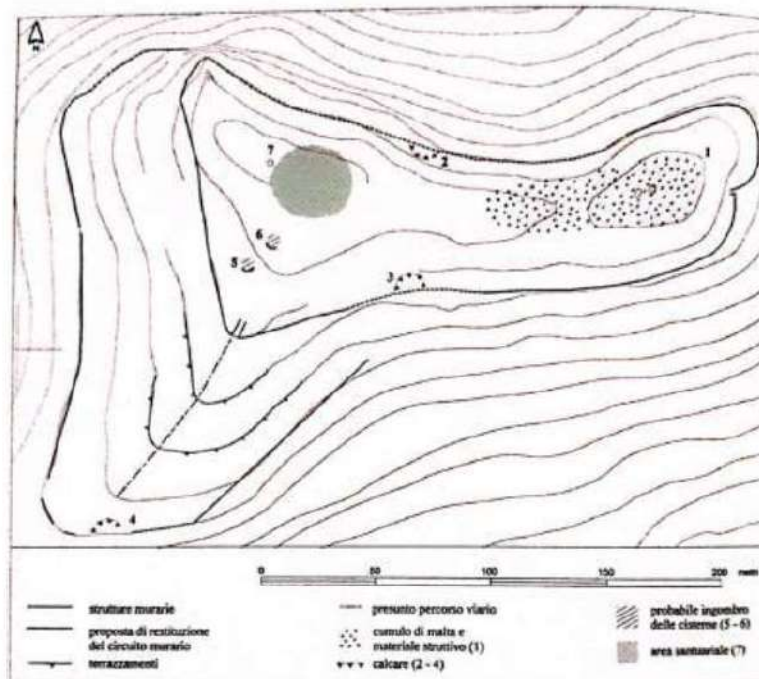 N
1
2
3
4
5
6
7
0 50 100 150 200 metri
strutture murarie
proposta di restituzione
del circuito murario
terrazzamenti
presunto percorso viario
cumulo di malta e
materiale struttivo (1)
calcare (2 - 4)
probabile ingombro
delle cisterne (5 - 6)
area santuariale (7)